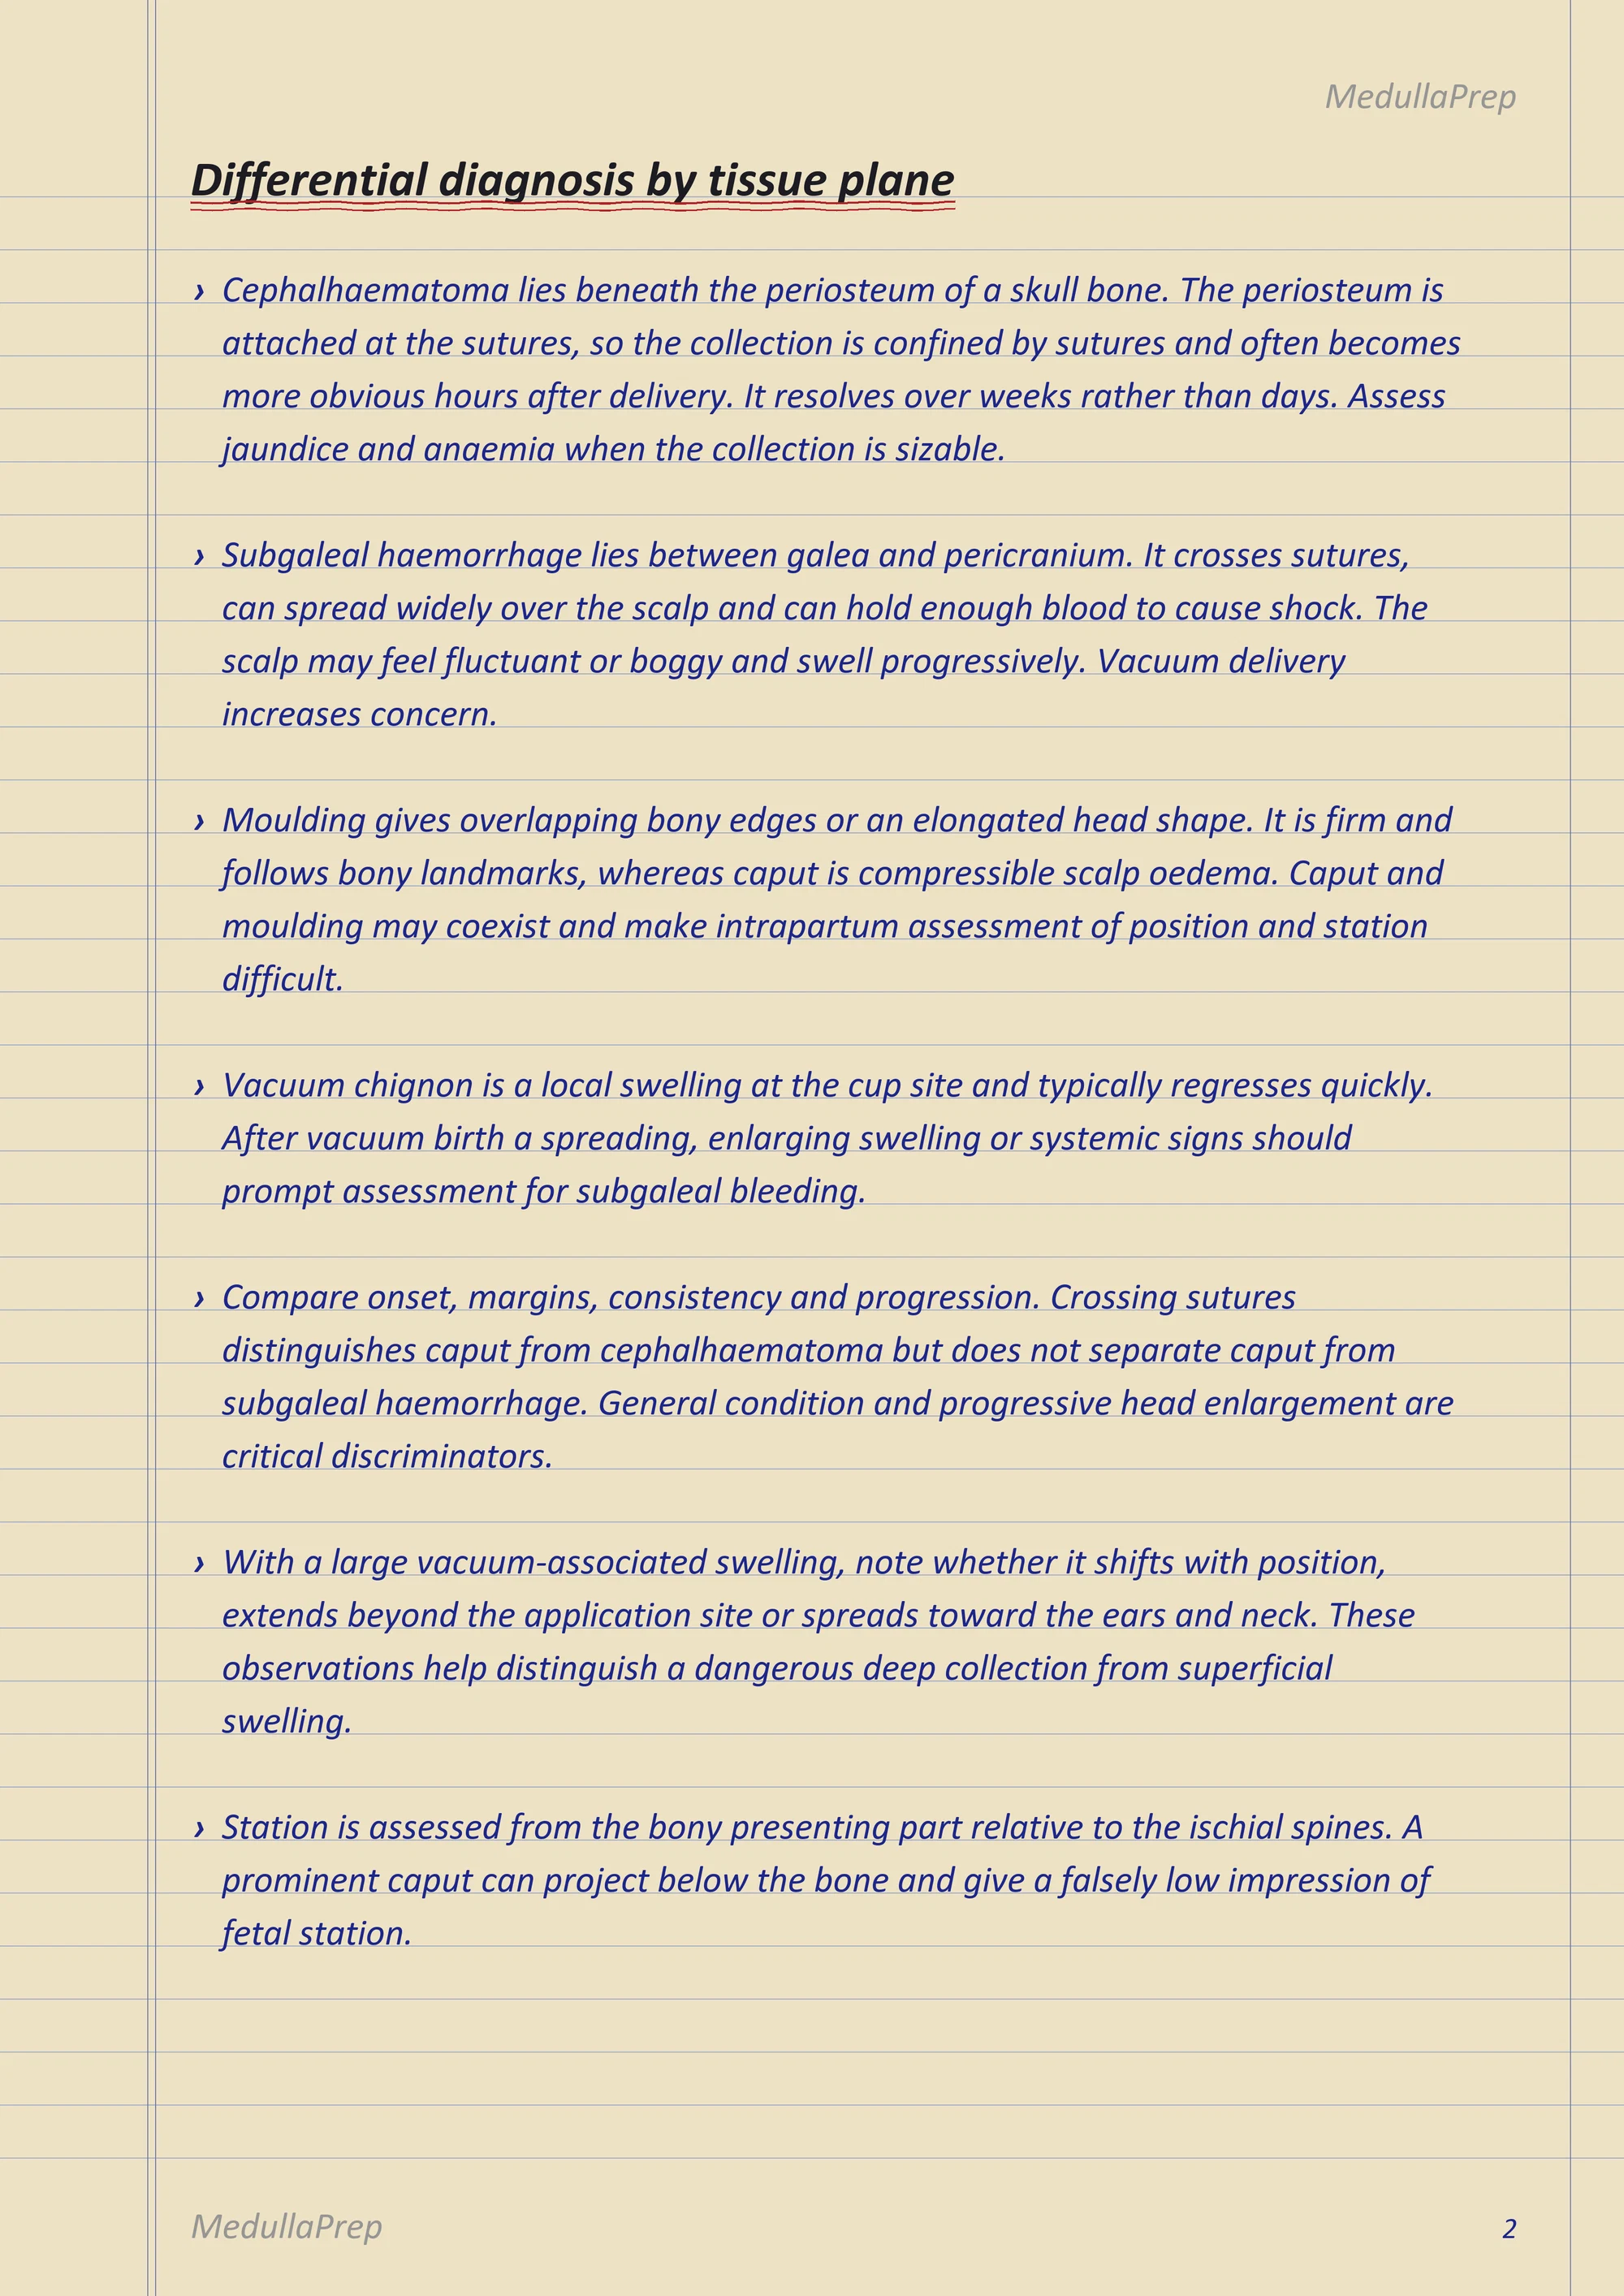 MedullaPrep
Differential diagnosis by tissue plane
› Cephalhaematoma lies beneath the periosteum of a skull bone. The periosteum is
attached at the sutures, so the collection is confined by sutures and often becomes
more obvious hours after delivery. It resolves over weeks rather than days. Assess
jaundice and anaemia when the collection is sizable.
› Subgaleal haemorrhage lies between galea and pericranium. It crosses sutures,
can spread widely over the scalp and can hold enough blood to cause shock. The
scalp may feel fluctuant or boggy and swell progressively. Vacuum delivery
increases concern.
› Moulding gives overlapping bony edges or an elongated head shape. It is firm and
follows bony landmarks, whereas caput is compressible scalp oedema. Caput and
moulding may coexist and make intrapartum assessment of position and station
difficult.
› Vacuum chignon is a local swelling at the cup site and typically regresses quickly.
After vacuum birth a spreading, enlarging swelling or systemic signs should
prompt assessment for subgaleal bleeding.
› Compare onset, margins, consistency and progression. Crossing sutures
distinguishes caput from cephalhaematoma but does not separate caput from
subgaleal haemorrhage. General condition and progressive head enlargement are
critical discriminators.
› With a large vacuum-associated swelling, note whether it shifts with position,
extends beyond the application site or spreads toward the ears and neck. These
observations help distinguish a dangerous deep collection from superficial
swelling.
› Station is assessed from the bony presenting part relative to the ischial spines. A
prominent caput can project below the bone and give a falsely low impression of
fetal station.
MedullaPrep
2